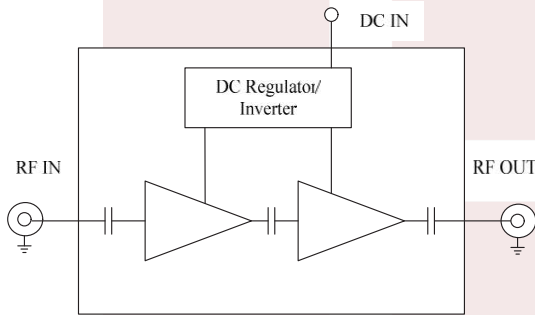 DC IN
DC Regulator/
Inverter
RF IN
RF OUT